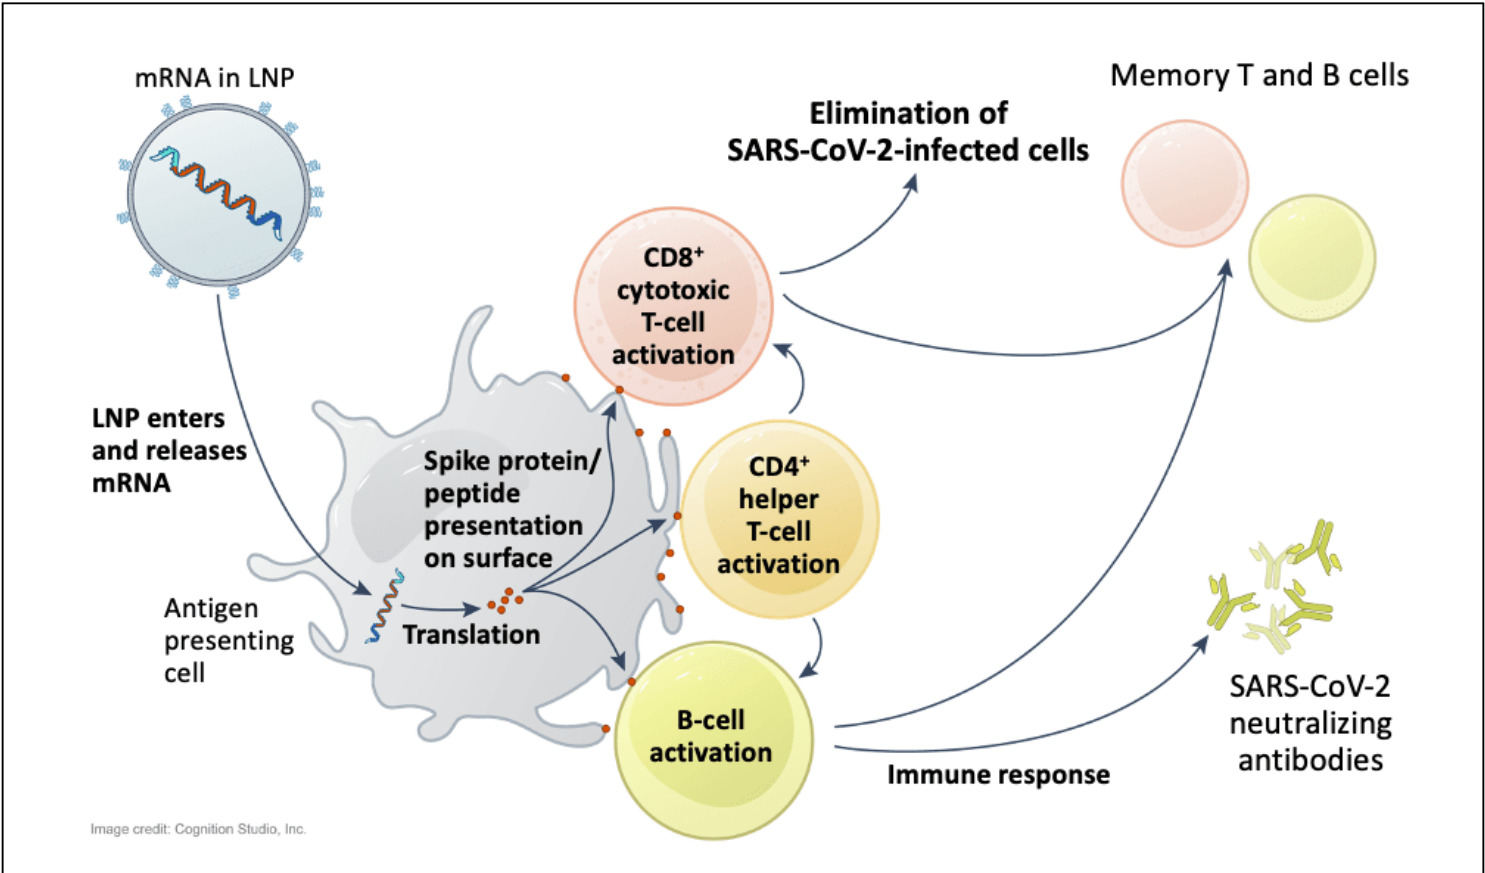 mRNA in LNP
Memory T and B cells
Elimination of
SARS-CoV-2-infected cells
CD8⁺
cytotoxic
T-cell
activation
LNP enters
and releases
mRNA
Spike protein/
peptide
presentation
on surface
CD4⁺
helper
T-cell
activation
Antigen
presenting
cell
Translation
B-cell
activation
SARS-CoV-2
neutralizing
antibodies
Immune response
Image credit: Cognition Studio, Inc.